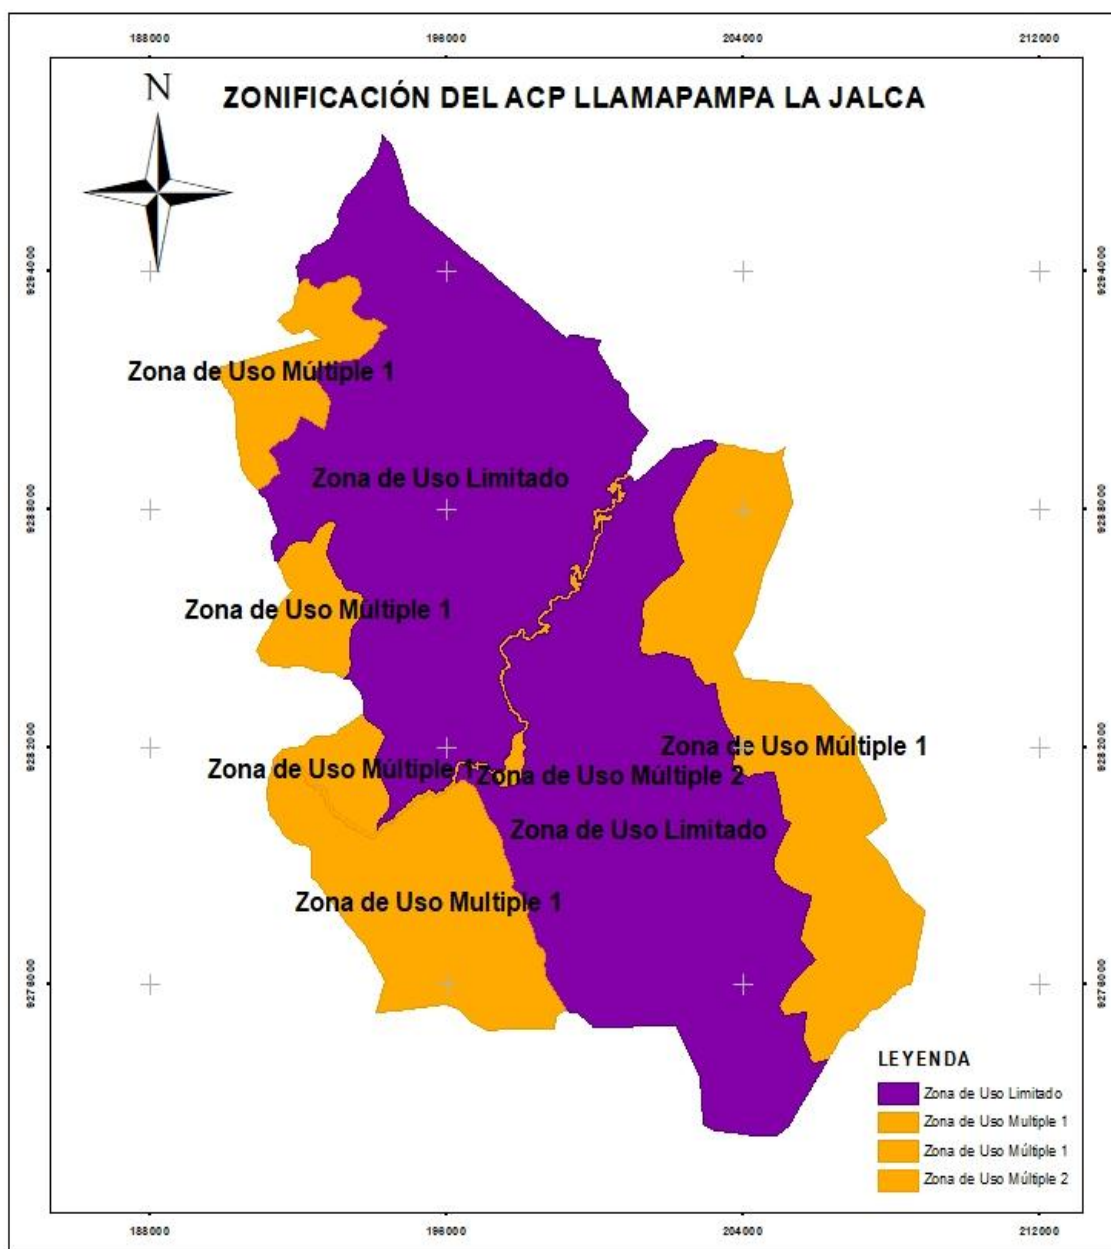 188000 196000 204000 212000
N
ZONIFICACIÓN DEL ACP LLAMAPAMPA LA JALCA
9294000 9294000
Zona de Uso Múltiple 1
Zona de Uso Limitado
9288000 9288000
Zona de Uso Múltiple 1
Zona de Uso Múltiple 1
9282000 9282000
Zona de Uso Múltiple 1
Zona de Uso Múltiple 2
Zona de Uso Limitado
Zona de Uso Multiple 1
9276000 9276000
LEYENDA
Zona de Uso Limitado
Zona de Uso Multiple 1
Zona de Uso Múltiple 1
Zona de Uso Múltiple 2
188000 196000 204000 212000